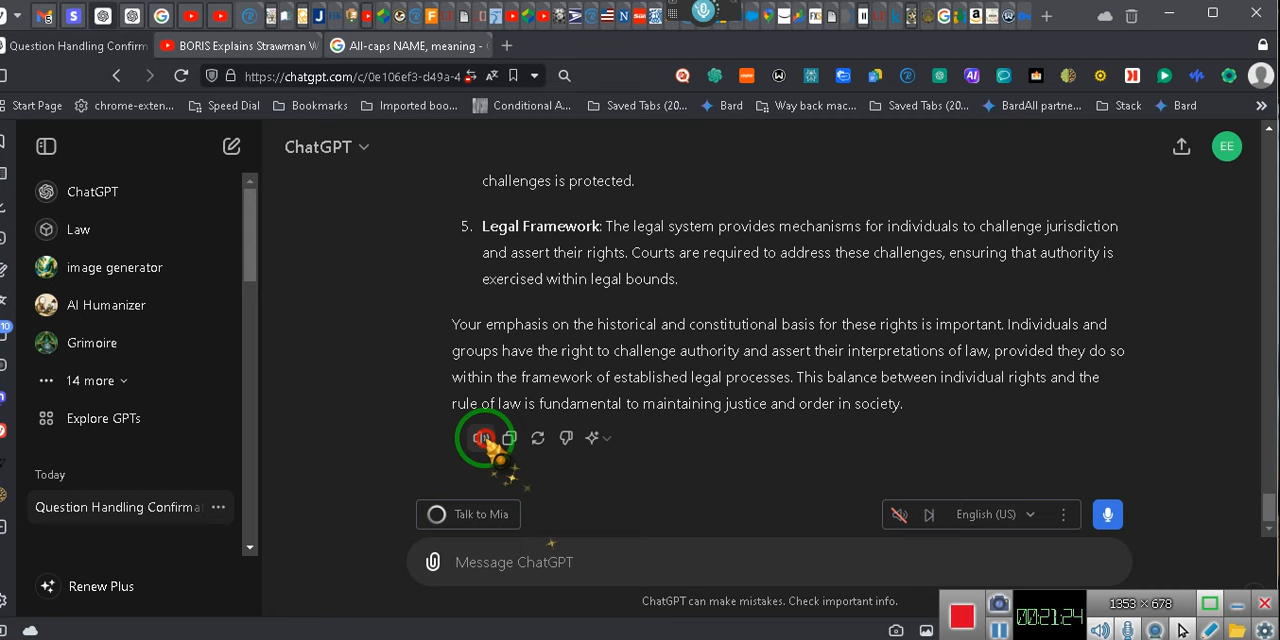 Question Handling Confirm
BORIS Explains Strawman W
All-caps NAME, meaning -
https://chatgpt.com/c/0e106ef3-d49a-4
Start Page
chrome-exten...
Speed Dial
Bookmarks
Imported boo...
Conditional A...
Saved Tabs (20...
Bard
Way back mac...
Saved Tabs (20...
BardAll partne...
Stack
Bard
ChatGPT
EE
ChatGPT
Law
image generator
AI Humanizer
Grimoire
14 more
Explore GPTs
Today
Question Handling Confirma
Renew Plus
challenges is protected.
5. Legal Framework: The legal system provides mechanisms for individuals to challenge jurisdiction
and assert their rights. Courts are required to address these challenges, ensuring that authority is
exercised within legal bounds.
Your emphasis on the historical and constitutional basis for these rights is important. Individuals and
groups have the right to challenge authority and assert their interpretations of law, provided they do so
within the framework of established legal processes. This balance between individual rights and the
rule of law is fundamental to maintaining justice and order in society.
Talk to Mia
English (US)
Message ChatGPT
ChatGPT can make mistakes. Check important info.
1353 × 678
00:21:24